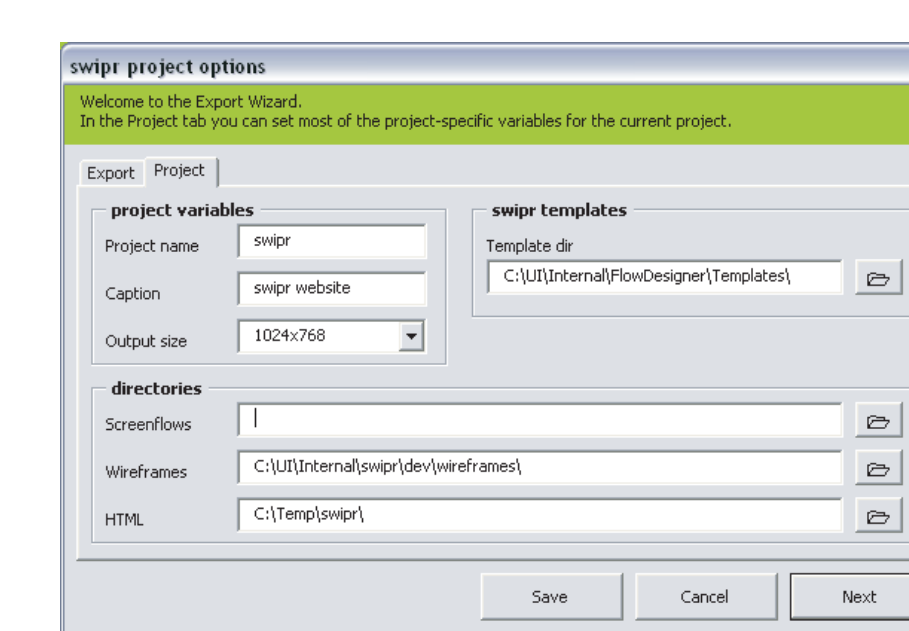 swipr project options
Welcome to the Export Wizard.
In the Project tab you can set most of the project-specific variables for the current project.
Export Project
project variables
Project name swipr
Caption swipr website
Output size 1024x768
swipr templates
Template dir
C:\UI\Internal\FlowDesigner\Templates\
directories
Screenflows
Wireframes C:\UI\Internal\swipr\dev\wireframes\
HTML C:\Temp\swipr\
Save Cancel Next